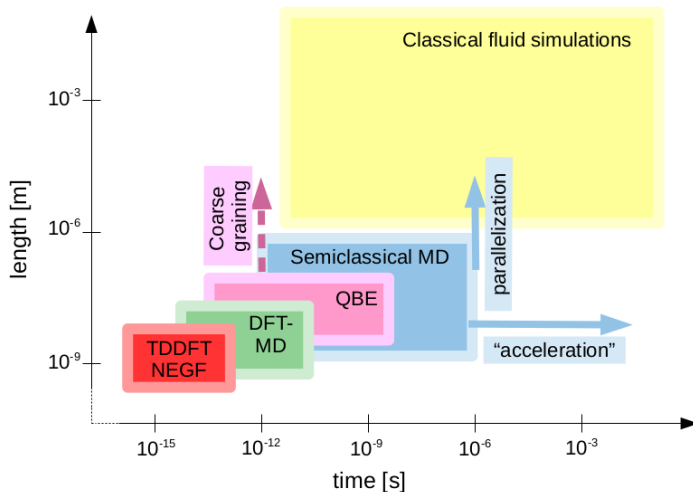 Classical fluid simulations
length [m]
10⁻³
10⁻⁶
10⁻⁹
Coarse
graining
parallelization
Semiclassical MD
QBE
DFT-
MD
TDDFT
NEGF
“acceleration”
10⁻¹⁵
10⁻¹²
10⁻⁹
10⁻⁶
10⁻³
time [s]